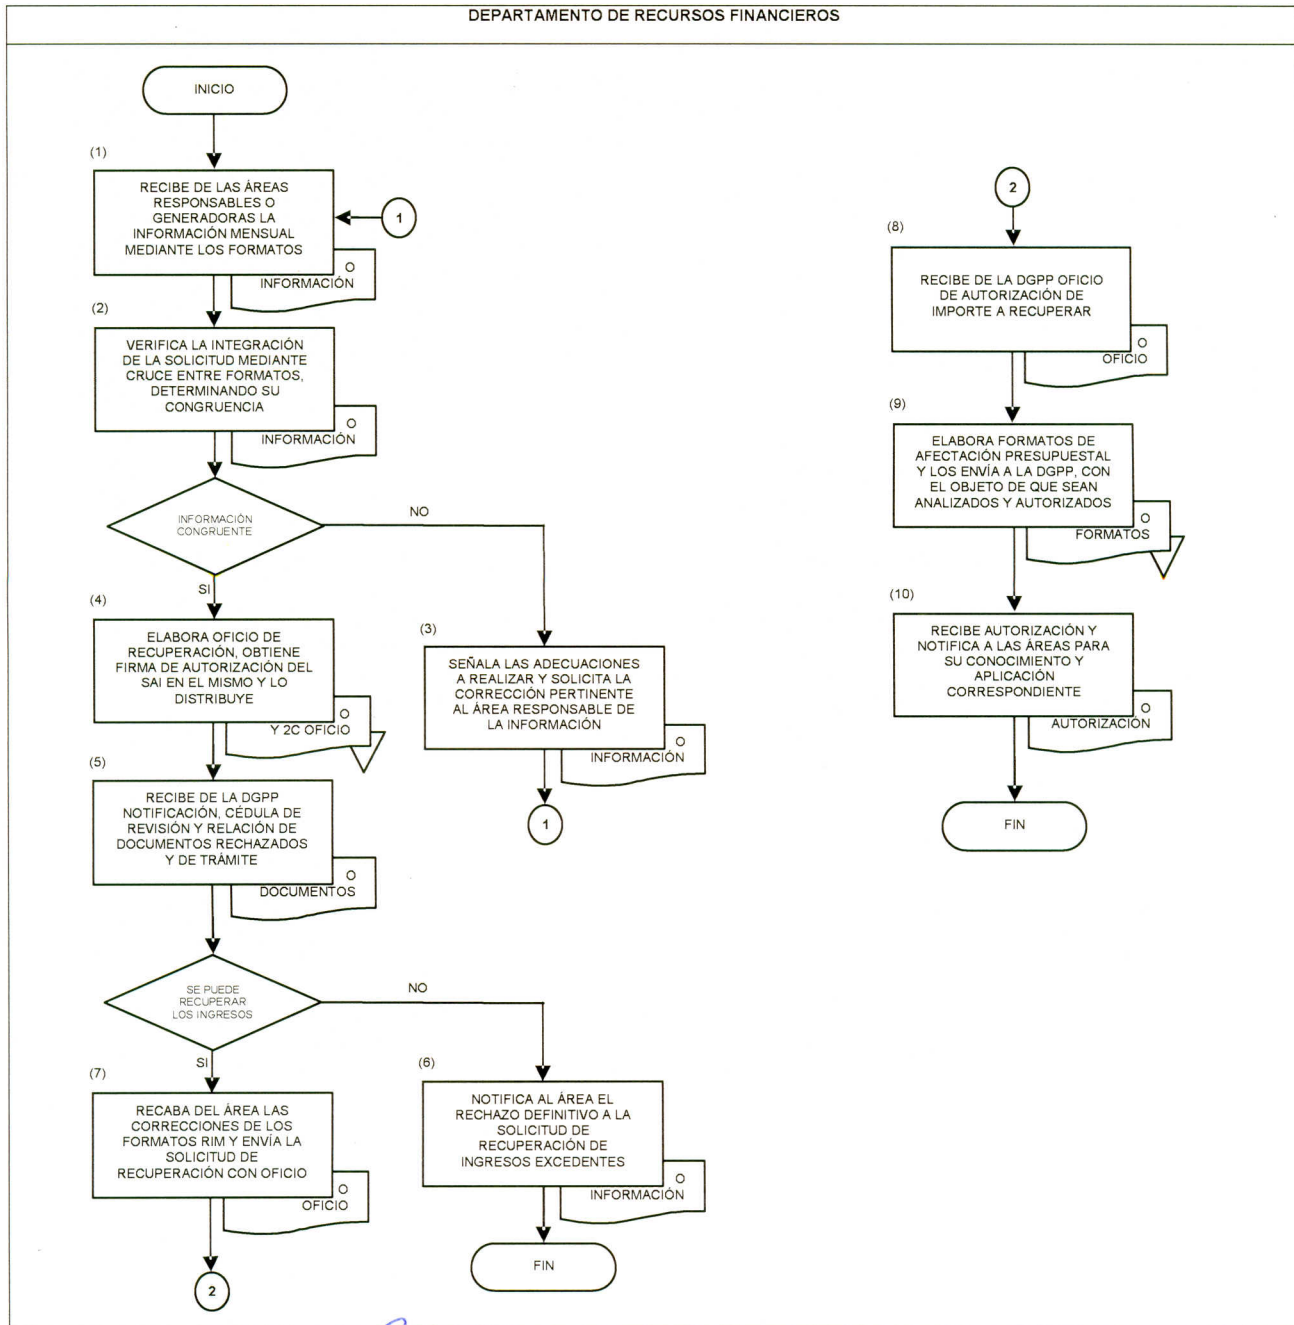 DEPARTAMENTO DE RECURSOS FINANCIEROS
INICIO
(1)
RECIBE DE LAS ÁREAS
RESPONSABLES O
GENERADORAS LA
INFORMACIÓN MENSUAL
MEDIANTE LOS FORMATOS
1
O
INFORMACIÓN
(2)
VERIFICA LA INTEGRACIÓN
DE LA SOLICITUD MEDIANTE
CRUCE ENTRE FORMATOS,
DETERMINANDO SU
CONGRUENCIA
O
INFORMACIÓN
INFORMACIÓN
CONGRUENTE
NO
SI
(4)
ELABORA OFICIO DE
RECUPERACIÓN, OBTIENE
FIRMA DE AUTORIZACIÓN DEL
SAI EN EL MISMO Y LO
DISTRIBUYE
O
Y 2C OFICIO
(3)
SEÑALA LAS ADECUACIONES
A REALIZAR Y SOLICITA LA
CORRECCIÓN PERTINENTE
AL ÁREA RESPONSABLE DE
LA INFORMACIÓN
O
INFORMACIÓN
1
(5)
RECIBE DE LA DGPP
NOTIFICACIÓN, CÉDULA DE
REVISIÓN Y RELACIÓN DE
DOCUMENTOS RECHAZADOS
Y DE TRÁMITE
O
DOCUMENTOS
SE PUEDE
RECUPERAR
LOS INGRESOS
NO
SI
(7)
RECABA DEL ÁREA LAS
CORRECCIONES DE LOS
FORMATOS RIM Y ENVÍA LA
SOLICITUD DE
RECUPERACIÓN CON OFICIO
O
OFICIO
2
(6)
NOTIFICA AL ÁREA EL
RECHAZO DEFINITIVO A LA
SOLICITUD DE
RECUPERACIÓN DE
INGRESOS EXCEDENTES
O
INFORMACIÓN
FIN
2
(8)
RECIBE DE LA DGPP OFICIO
DE AUTORIZACIÓN DE
IMPORTE A RECUPERAR
O
OFICIO
(9)
ELABORA FORMATOS DE
AFECTACIÓN PRESUPUESTAL
Y LOS ENVÍA A LA DGPP, CON
EL OBJETO DE QUE SEAN
ANALIZADOS Y AUTORIZADOS
O
FORMATOS
(10)
RECIBE AUTORIZACIÓN Y
NOTIFICA A LAS ÁREAS PARA
SU CONOCIMIENTO Y
APLICACIÓN
CORRESPONDIENTE
O
AUTORIZACIÓN
FIN